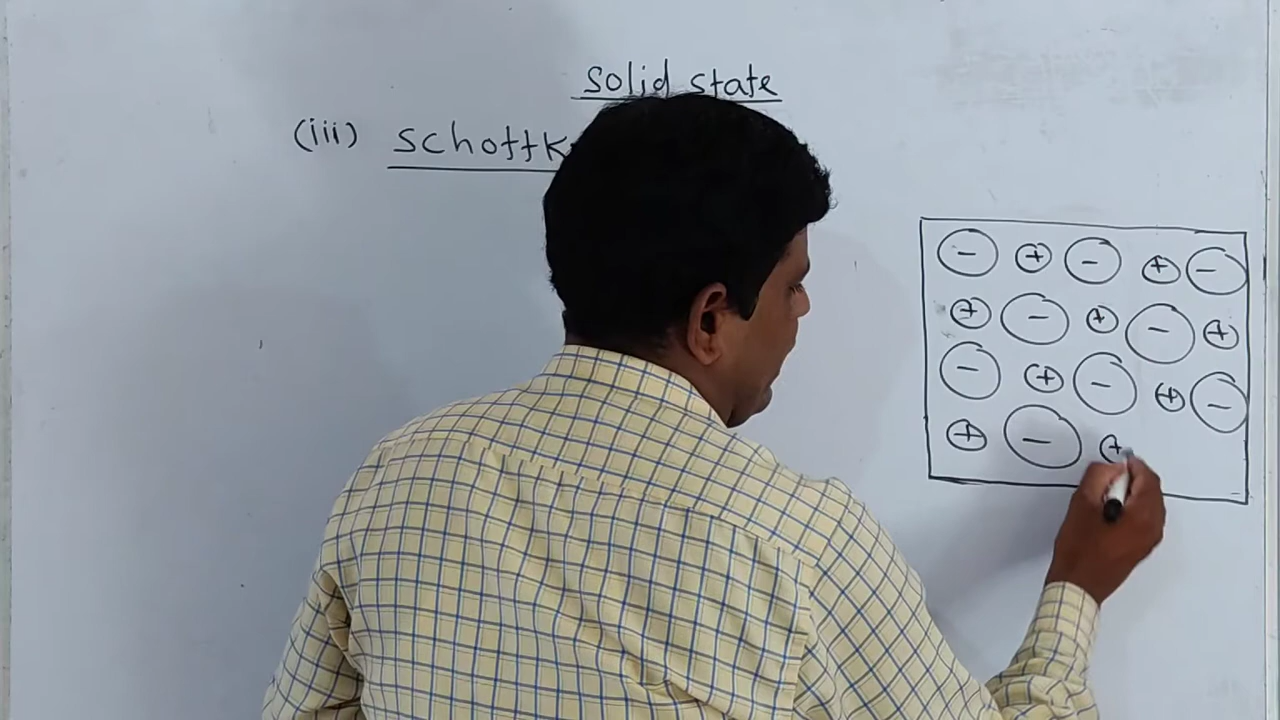 Solid state
(iii) Schottk
- + - + -
+ - + - +
- + - + -
+ - +